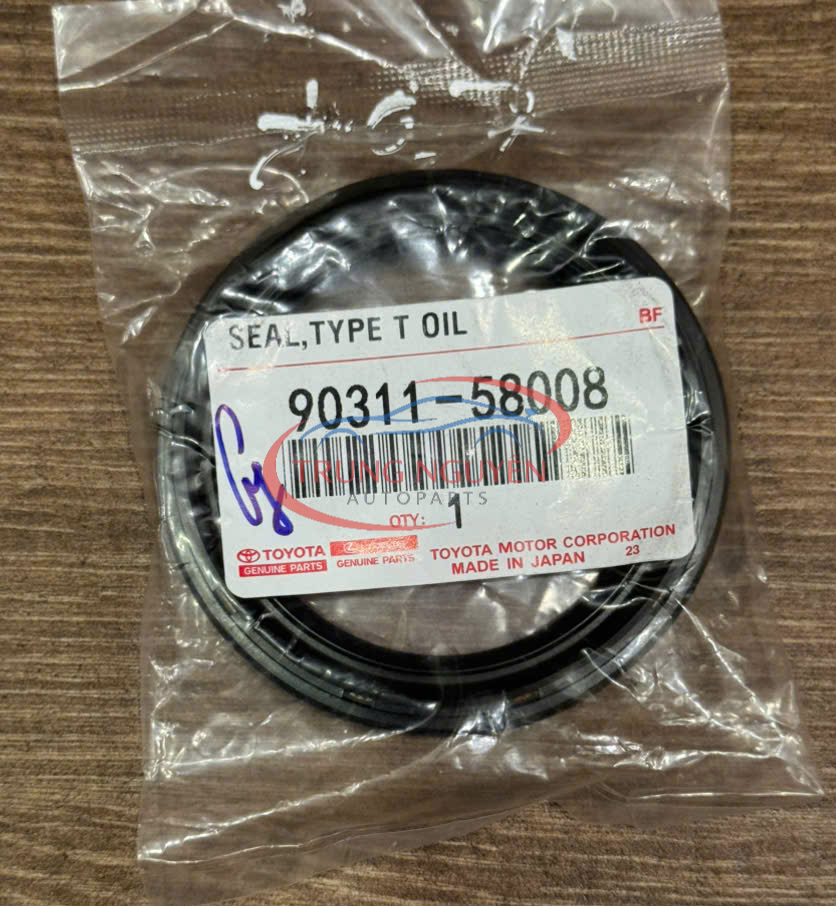 SEAL,TYPE T OIL
BF
90311-58008
TRUNG NGUYÊN
AUTOPARTS
QTY: 1
TOYOTA
GENUINE PARTS
GENUINE PARTS
TOYOTA MOTOR CORPORATION
MADE IN JAPAN 23